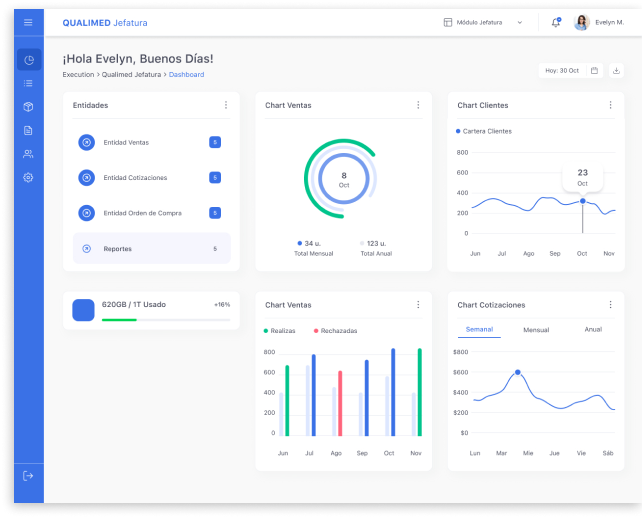 QUALIMED Jefatura
Módulo Jefatura
Evelyn M.
¡Hola Evelyn, Buenos Días!
Execution > Qualimed Jefatura > Dashboard
Hoy: 30 Oct
Entidades
Entidad Ventas 5
Entidad Cotizaciones 5
Entidad Orden de Compra 5
Reportes 5
Chart Ventas
8
Oct
34 u.
Total Mensual
123 u.
Total Anual
Chart Clientes
Cartera Clientes
800
600
400
200
0
23
Oct
Jun Jul Ago Sep Oct Nov
620GB / 1T Usado +16%
Chart Ventas
Realizas Rechazadas
800
600
400
200
0
Jun Jul Ago Sep Oct Nov
Chart Cotizaciones
Semanal Mensual Anual
$800
$600
$400
$200
$0
Lun Mar Mie Jue Vie Sáb